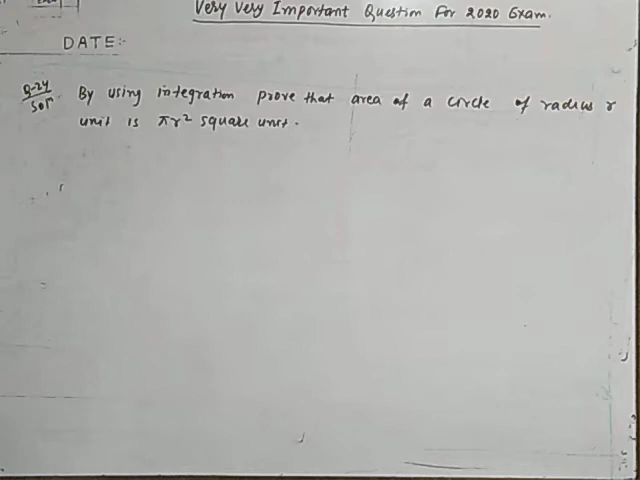 Very Very Important Question For 2020 Exam.
DATE:-
Q-24 By using integration prove that area of a circle of radius r
Sol^n unit is πr² square unit.